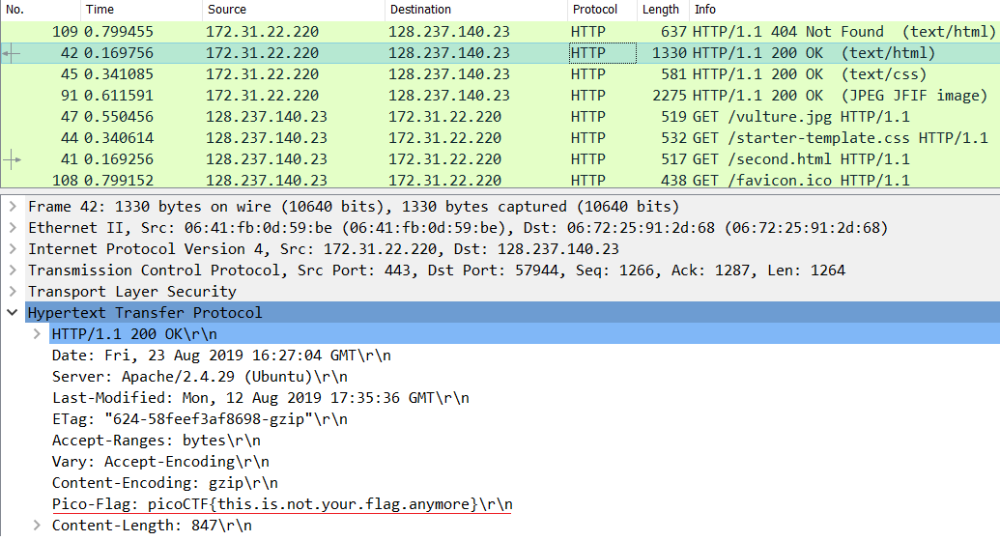 No. Time Source Destination Protocol Length Info
109 0.799455 172.31.22.220 128.237.140.23 HTTP 637 HTTP/1.1 404 Not Found (text/html)
42 0.169756 172.31.22.220 128.237.140.23 HTTP 1330 HTTP/1.1 200 OK (text/html)
45 0.341085 172.31.22.220 128.237.140.23 HTTP 581 HTTP/1.1 200 OK (text/css)
91 0.611591 172.31.22.220 128.237.140.23 HTTP 2275 HTTP/1.1 200 OK (JPEG JFIF image)
47 0.550456 128.237.140.23 172.31.22.220 HTTP 519 GET /vulture.jpg HTTP/1.1
44 0.340614 128.237.140.23 172.31.22.220 HTTP 532 GET /starter-template.css HTTP/1.1
41 0.169256 128.237.140.23 172.31.22.220 HTTP 517 GET /second.html HTTP/1.1
108 0.799152 128.237.140.23 172.31.22.220 HTTP 438 GET /favicon.ico HTTP/1.1
Frame 42: 1330 bytes on wire (10640 bits), 1330 bytes captured (10640 bits)
Ethernet II, Src: 06:41:fb:0d:59:be (06:41:fb:0d:59:be), Dst: 06:72:25:91:2d:68 (06:72:25:91:2d:68)
Internet Protocol Version 4, Src: 172.31.22.220, Dst: 128.237.140.23
Transmission Control Protocol, Src Port: 443, Dst Port: 57944, Seq: 1266, Ack: 1287, Len: 1264
Transport Layer Security
Hypertext Transfer Protocol
HTTP/1.1 200 OK\r\n
Date: Fri, 23 Aug 2019 16:27:04 GMT\r\n
Server: Apache/2.4.29 (Ubuntu)\r\n
Last-Modified: Mon, 12 Aug 2019 17:35:36 GMT\r\n
ETag: "624-58feef3af8698-gzip"\r\n
Accept-Ranges: bytes\r\n
Vary: Accept-Encoding\r\n
Content-Encoding: gzip\r\n
Pico-Flag: picoCTF{this.is.not.your.flag.anymore}\r\n
Content-Length: 847\r\n